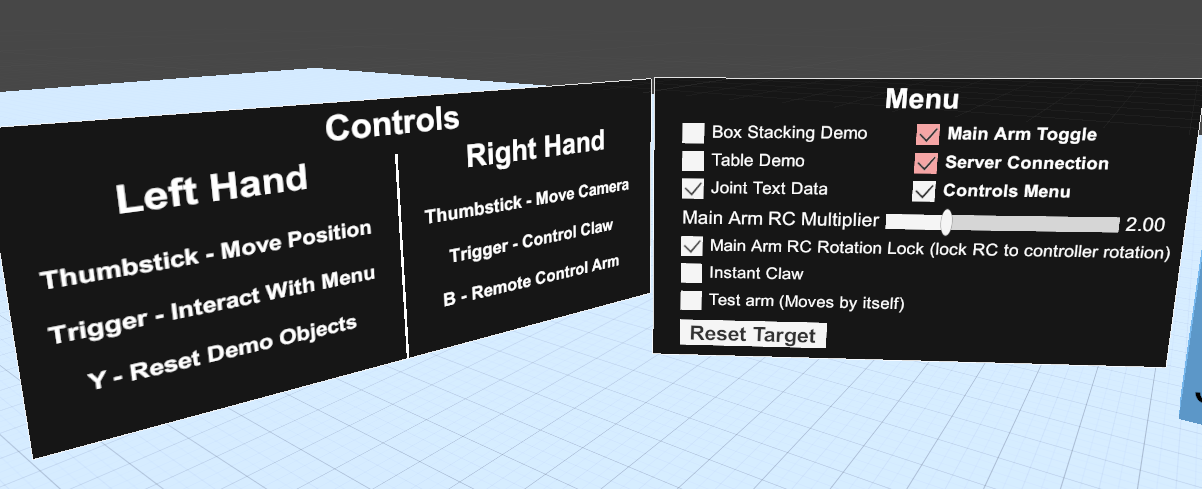 Controls
Left Hand
Thumbstick - Move Position
Trigger - Interact With Menu
Y - Reset Demo Objects
Right Hand
Thumbstick - Move Camera
Trigger - Control Claw
B - Remote Control Arm
Menu
Box Stacking Demo
Main Arm Toggle
Table Demo
Server Connection
Joint Text Data
Controls Menu
Main Arm RC Multiplier 2.00
Main Arm RC Rotation Lock (lock RC to controller rotation)
Instant Claw
Test arm (Moves by itself)
Reset Target